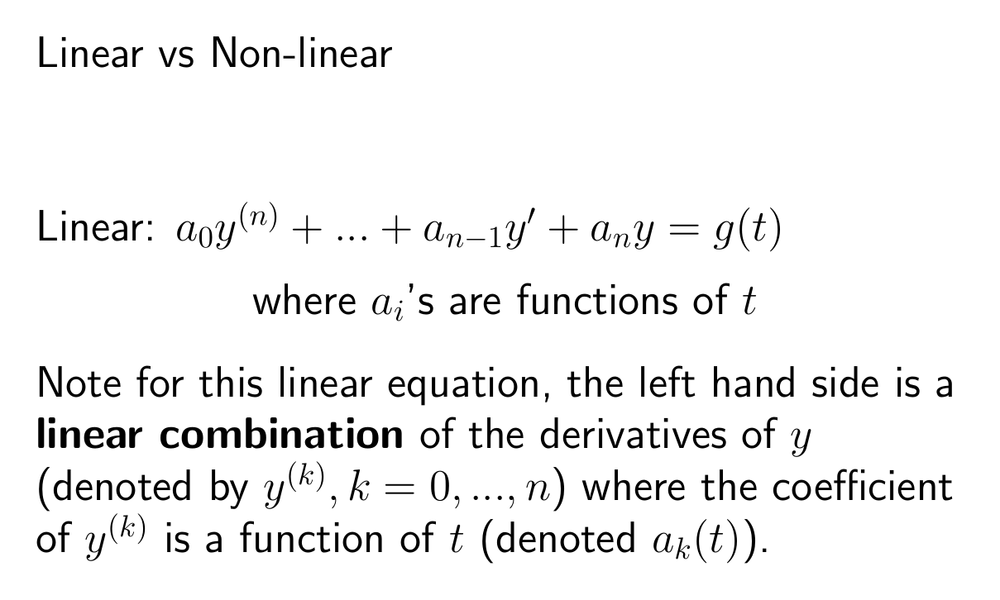 Linear vs Non-linear
Linear: $a_0y^{(n)} + ... + a_{n-1}y' + a_ny = g(t)$
where $a_i$'s are functions of $t$
Note for this linear equation, the left hand side is a
linear combination of the derivatives of $y$
(denoted by $y^{(k)}, k = 0, ..., n$) where the coefficient
of $y^{(k)}$ is a function of $t$ (denoted $a_k(t)$).